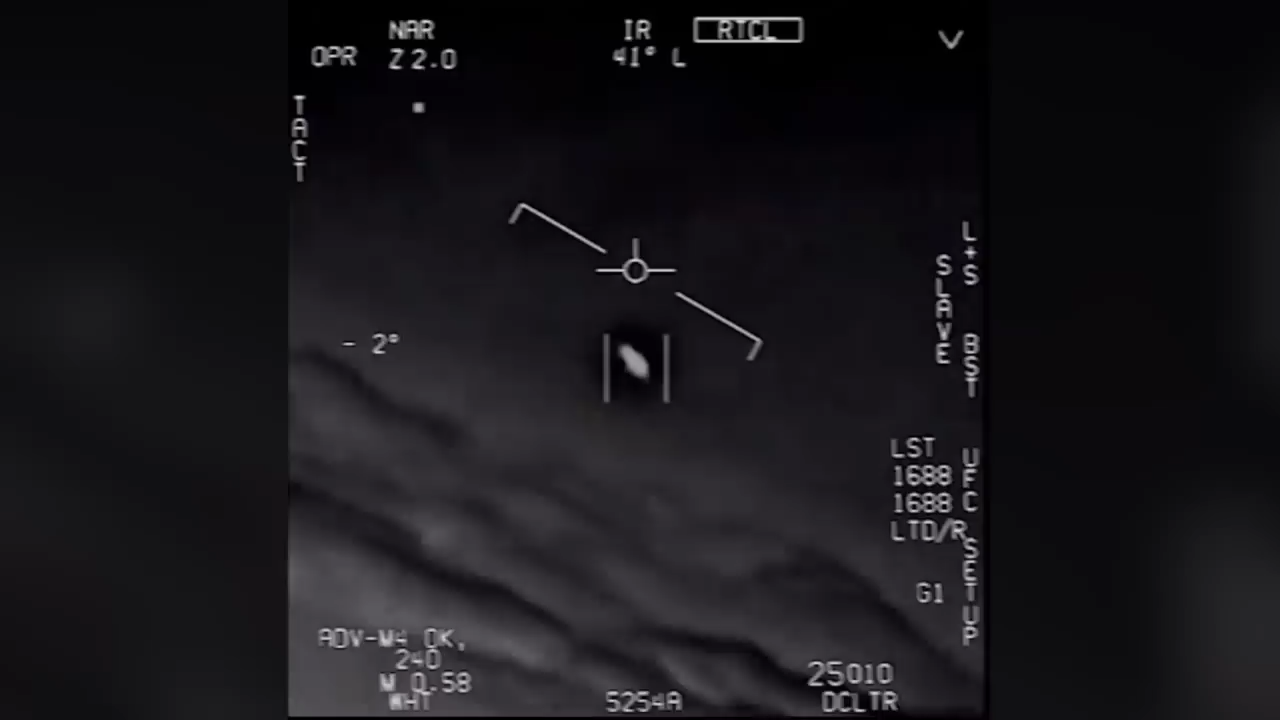 NAR
IR
RTCL
OPR
Z 2.0
41° L
TACT
L+S
SLAVE
- 2°
BST
LST
1688
1688
UFC
LTD/R
SETUP
G1
ADV-M4 OK,
240
M 0.58
WHT
5254A
25010
DCLTR